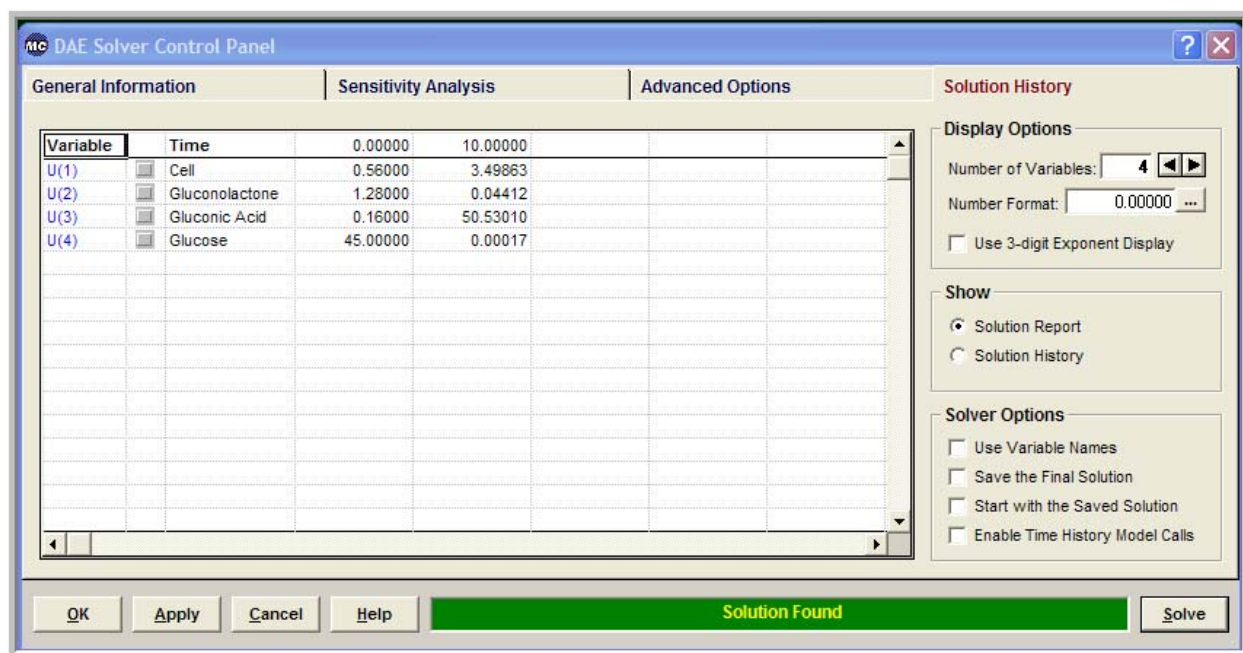 MC DAE Solver Control Panel
General Information Sensitivity Analysis Advanced Options Solution History
Variable Time 0.00000 10.00000
U(1) Cell 0.56000 3.49863
U(2) Gluconolactone 1.28000 0.04412
U(3) Gluconic Acid 0.16000 50.53010
U(4) Glucose 45.00000 0.00017
Display Options
Number of Variables: 4
Number Format: 0.00000 ...
Use 3-digit Exponent Display
Show
Solution Report
Solution History
Solver Options
Use Variable Names
Save the Final Solution
Start with the Saved Solution
Enable Time History Model Calls
OK Apply Cancel Help Solution Found Solve